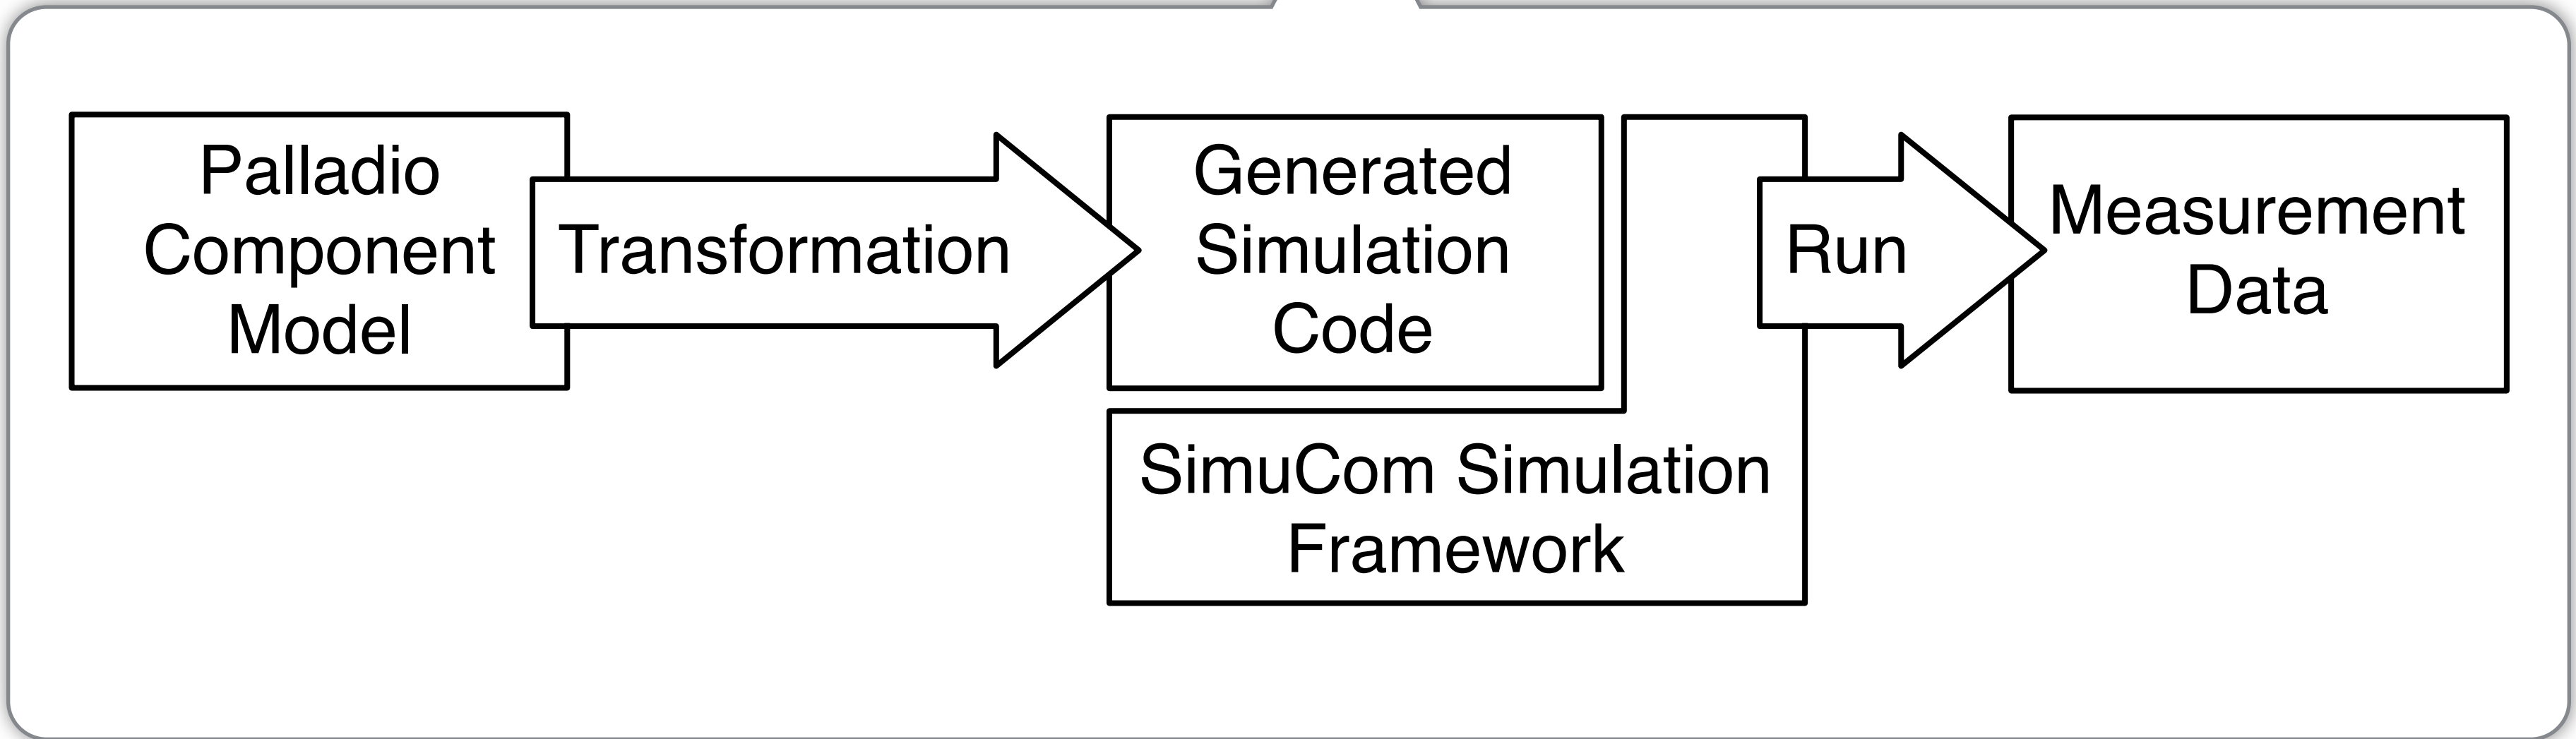 Palladio
Component
Model
Transformation
Generated
Simulation
Code
SimuCom Simulation
Framework
Run
Measurement
Data